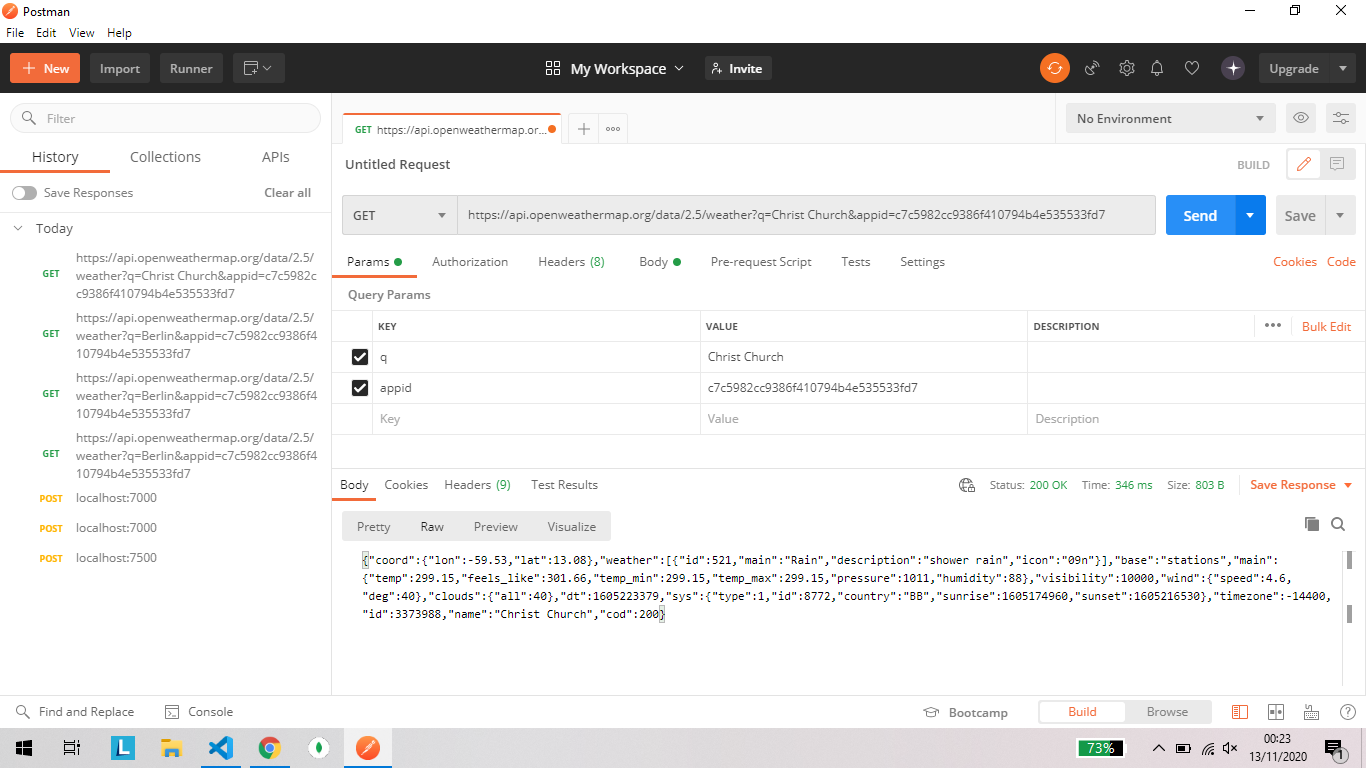 Postman
File Edit View Help
New Import Runner My Workspace Invite Upgrade
Filter
History Collections APIs
Save Responses Clear all
Today
GET https://api.openweathermap.org/data/2.5/
weather?q=Christ Church&appid=c7c5982c
c9386f410794b4e535533fd7
GET https://api.openweathermap.org/data/2.5/
weather?q=Berlin&appid=c7c5982cc9386f4
10794b4e535533fd7
GET https://api.openweathermap.org/data/2.5/
weather?q=Berlin&appid=c7c5982cc9386f4
10794b4e535533fd7
GET https://api.openweathermap.org/data/2.5/
weather?q=Berlin&appid=c7c5982cc9386f4
10794b4e535533fd7
POST localhost:7000
POST localhost:7000
POST localhost:7500
GET https://api.openweathermap.or... No Environment
Untitled Request BUILD
GET https://api.openweathermap.org/data/2.5/weather?q=Christ Church&appid=c7c5982cc9386f410794b4e535533fd7 Send Save
Params Authorization Headers (8) Body Pre-request Script Tests Settings Cookies Code
Query Params
KEY VALUE DESCRIPTION Bulk Edit
q Christ Church
appid c7c5982cc9386f410794b4e535533fd7
Key Value Description
Body Cookies Headers (9) Test Results Status: 200 OK Time: 346 ms Size: 803 B Save Response
Pretty Raw Preview Visualize
{"coord":{"lon":-59.53,"lat":13.08},"weather":[{"id":521,"main":"Rain","description":"shower rain","icon":"09n"}],"base":"stations","main":
{"temp":299.15,"feels_like":301.66,"temp_min":299.15,"temp_max":299.15,"pressure":1011,"humidity":88},"visibility":10000,"wind":{"speed":4.6,
"deg":40},"clouds":{"all":40},"dt":1605223379,"sys":{"type":1,"id":8772,"country":"BB","sunrise":1605174960,"sunset":1605216530},"timezone":-14400,
"id":3373988,"name":"Christ Church","cod":200}
Find and Replace Console Bootcamp Build Browse
L 73% 00:23
13/11/2020 1